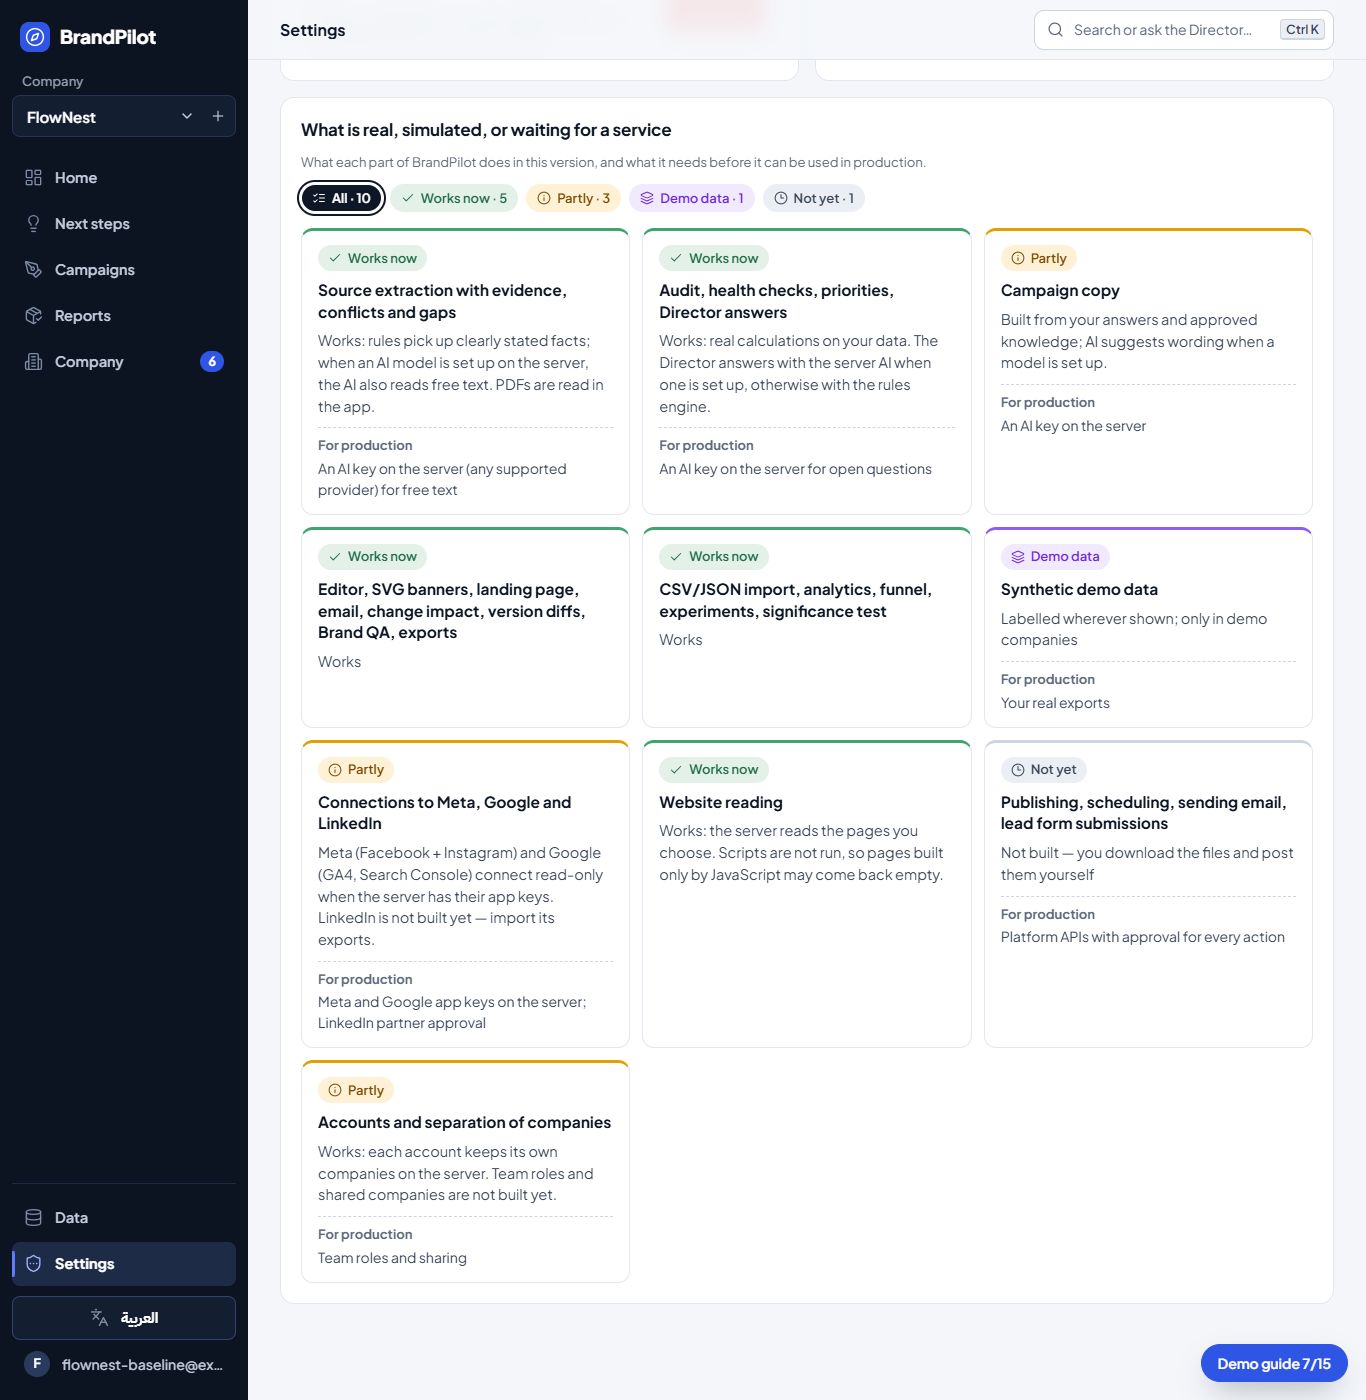 BrandPilot
Company
FlowNest
Home
Next steps
Campaigns
Reports
Company 6
Data
Settings
العربية
F flownest-baseline@ex...
Settings
Search or ask the Director... Ctrl K
What is real, simulated, or waiting for a service
What each part of BrandPilot does in this version, and what it needs before it can be used in production.
All · 10 Works now · 5 Partly · 3 Demo data · 1 Not yet · 1
Works now
Source extraction with evidence,
conflicts and gaps
Works: rules pick up clearly stated facts;
when an AI model is set up on the server,
the AI also reads free text. PDFs are read in
the app.
For production
An AI key on the server (any supported
provider) for free text
Works now
Audit, health checks, priorities,
Director answers
Works: real calculations on your data. The
Director answers with the server AI when
one is set up, otherwise with the rules
engine.
For production
An AI key on the server for open questions
Partly
Campaign copy
Built from your answers and approved
knowledge; AI suggests wording when a
model is set up.
For production
An AI key on the server
Works now
Editor, SVG banners, landing page,
email, change impact, version diffs,
Brand QA, exports
Works
Works now
CSV/JSON import, analytics, funnel,
experiments, significance test
Works
Demo data
Synthetic demo data
Labelled wherever shown; only in demo
companies
For production
Your real exports
Partly
Connections to Meta, Google and
LinkedIn
Meta (Facebook + Instagram) and Google
(GA4, Search Console) connect read-only
when the server has their app keys.
LinkedIn is not built yet — import its
exports.
For production
Meta and Google app keys on the server;
LinkedIn partner approval
Works now
Website reading
Works: the server reads the pages you
choose. Scripts are not run, so pages built
only by JavaScript may come back empty.
Not yet
Publishing, scheduling, sending email,
lead form submissions
Not built — you download the files and post
them yourself
For production
Platform APIs with approval for every action
Partly
Accounts and separation of companies
Works: each account keeps its own
companies on the server. Team roles and
shared companies are not built yet.
For production
Team roles and sharing
Demo guide 7/15